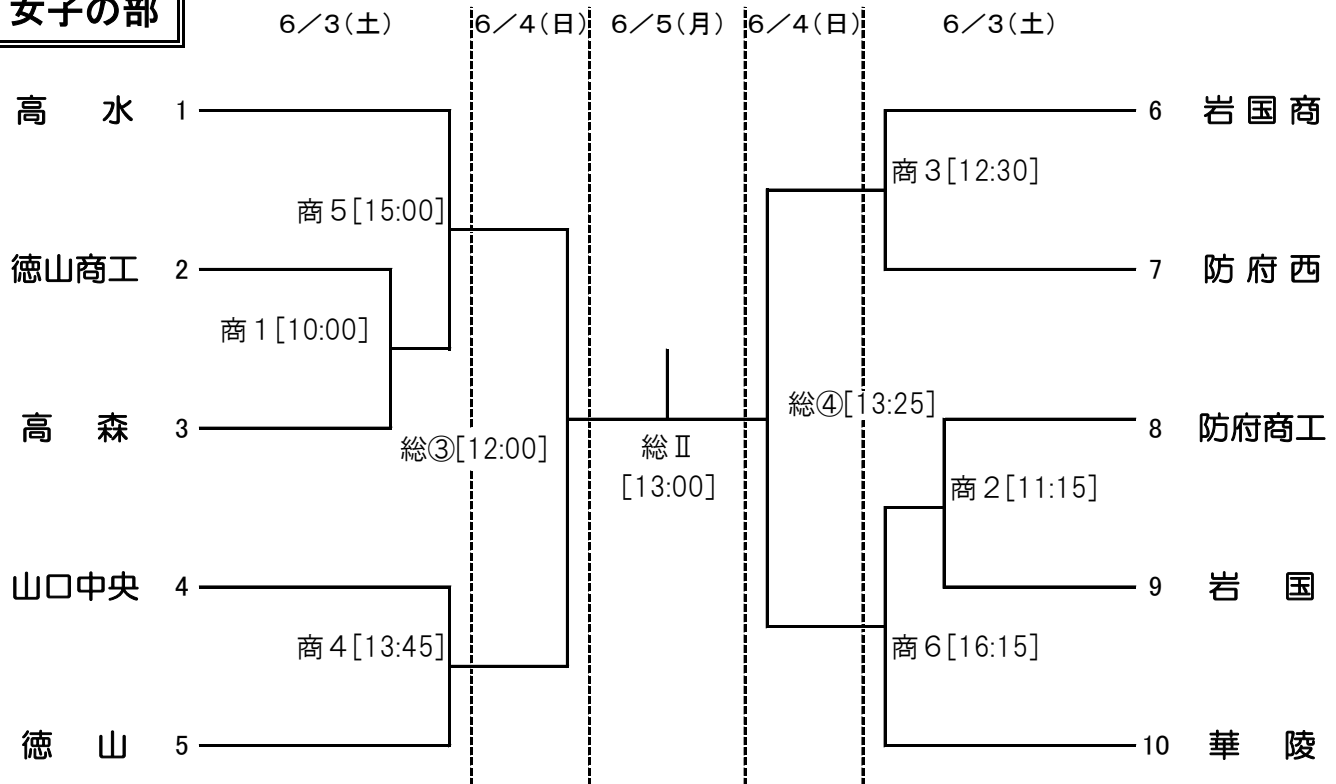 女子の部
6／3(土) 6／4(日) 6／5(月) 6／4(日) 6／3(土)
高水 1
商5[15:00]
徳山商工 2
商1[10:00]
高森 3
総③[12:00]
山口中央 4
商4[13:45]
徳山 5
総Ⅱ
[13:00]
6 岩国商
商3[12:30]
7 防府西
総④[13:25]
8 防府商工
商2[11:15]
9 岩国
商6[16:15]
10 華陵